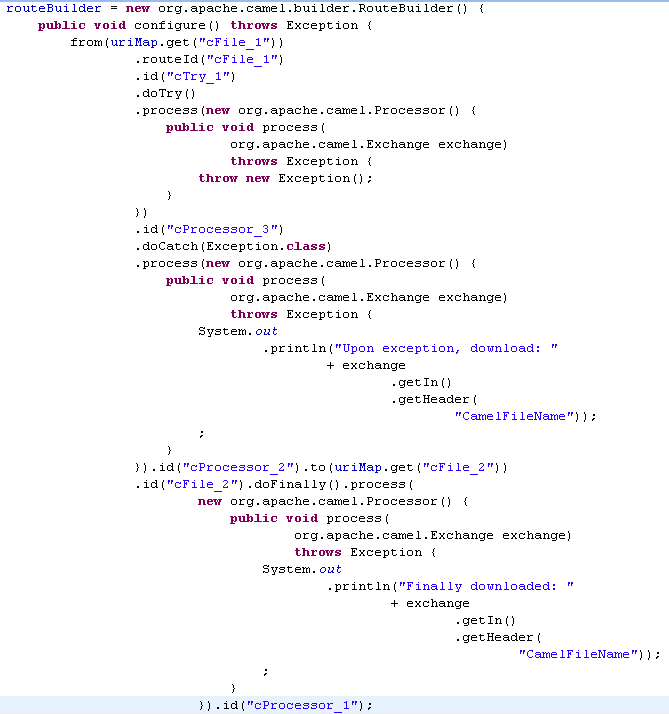 routeBuilder = new org.apache.camel.builder.RouteBuilder() {
public void configure() throws Exception {
from(uriMap.get("cFile_1"))
.routeId("cFile_1")
.id("cTry_1")
.doTry()
.process(new org.apache.camel.Processor() {
public void process(
org.apache.camel.Exchange exchange)
throws Exception {
throw new Exception();
}
})
.id("cProcessor_3")
.doCatch(Exception.class)
.process(new org.apache.camel.Processor() {
public void process(
org.apache.camel.Exchange exchange)
throws Exception {
System.out
.println("Upon exception, download: "
+ exchange
.getIn()
.getHeader(
"CamelFileName"));
;
}
}).id("cProcessor_2").to(uriMap.get("cFile_2"))
.id("cFile_2").doFinally().process(
new org.apache.camel.Processor() {
public void process(
org.apache.camel.Exchange exchange)
throws Exception {
System.out
.println("Finally downloaded: "
+ exchange
.getIn()
.getHeader(
"CamelFileName"));
;
}
}).id("cProcessor_1");